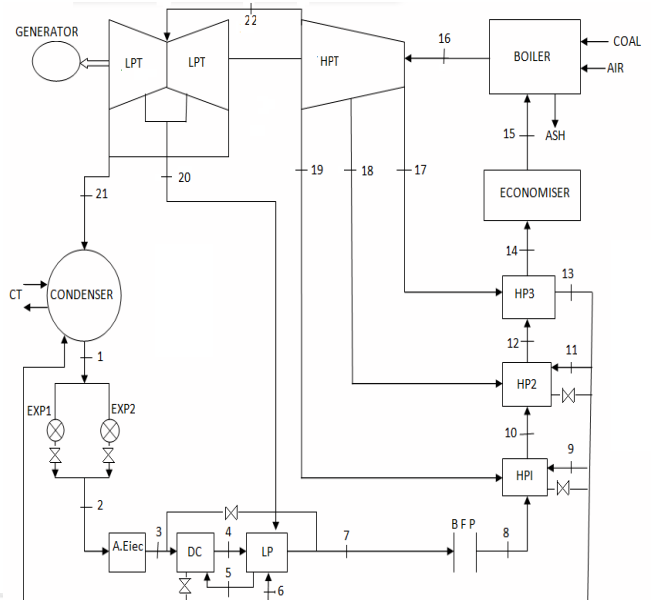 22
GENERATOR
LPT
LPT
HPT
16
BOILER
COAL
AIR
15
ASH
19
18
17
20
21
ECONOMISER
14
CT
CONDENSER
HP3
13
12
11
1
HP2
EXP1
EXP2
10
9
HPI
2
B F P
3
A.Eiec
DC
4
LP
7
8
5
6